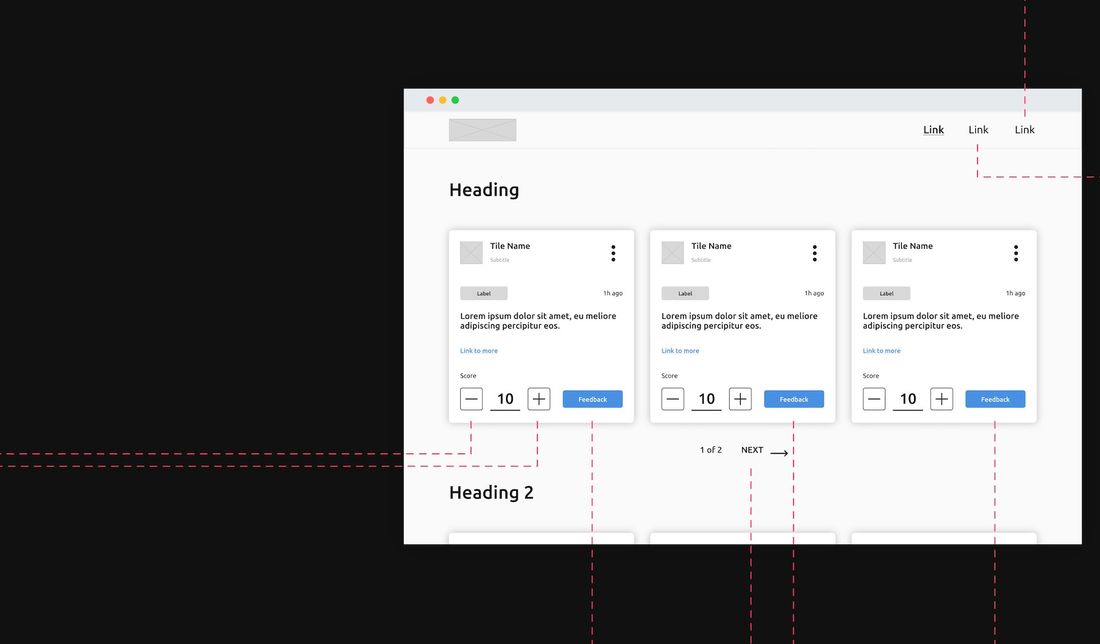 Link Link Link
Heading
Tile Name
Subtitle
Label 1h ago
Lorem ipsum dolor sit amet, eu meliore
adipiscing percipitur eos.
Link to more
Score
10 Feedback
Tile Name
Subtitle
Label 1h ago
Lorem ipsum dolor sit amet, eu meliore
adipiscing percipitur eos.
Link to more
Score
10 Feedback
Tile Name
Subtitle
Label 1h ago
Lorem ipsum dolor sit amet, eu meliore
adipiscing percipitur eos.
Link to more
Score
10 Feedback
1 of 2 NEXT
Heading 2